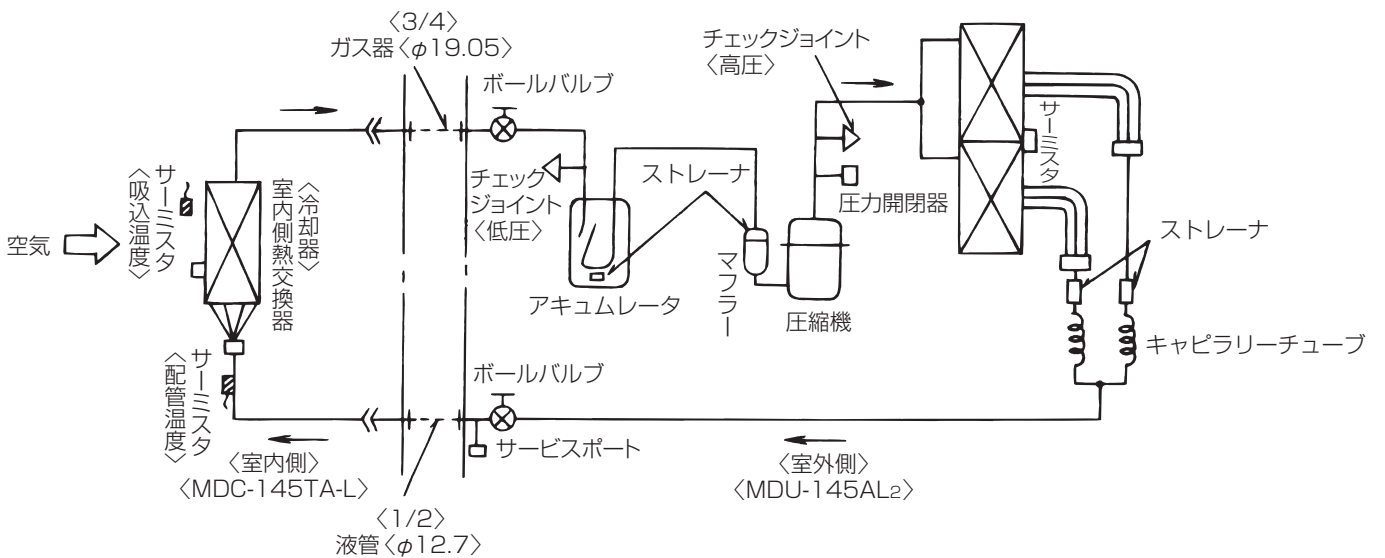 〈3/4〉
ガス器〈φ19.05〉
ボールバルブ
チェックジョイント
〈高圧〉
サーミスタ
〈吸込温度〉
空気
〈冷却器〉
室内側熱交換器
チェック
ジョイント
〈低圧〉
ストレーナ
アキュムレータ
マフラー
圧力開閉器
圧縮機
サーミスタ
ストレーナ
キャピラリーチューブ
サーミスタ
〈配管温度〉
ボールバルブ
サービスポート
〈室内側〉
〈MDC-145TA-L〉
〈室外側〉
〈MDU-145AL2〉
〈1/2〉
液管〈φ12.7〉